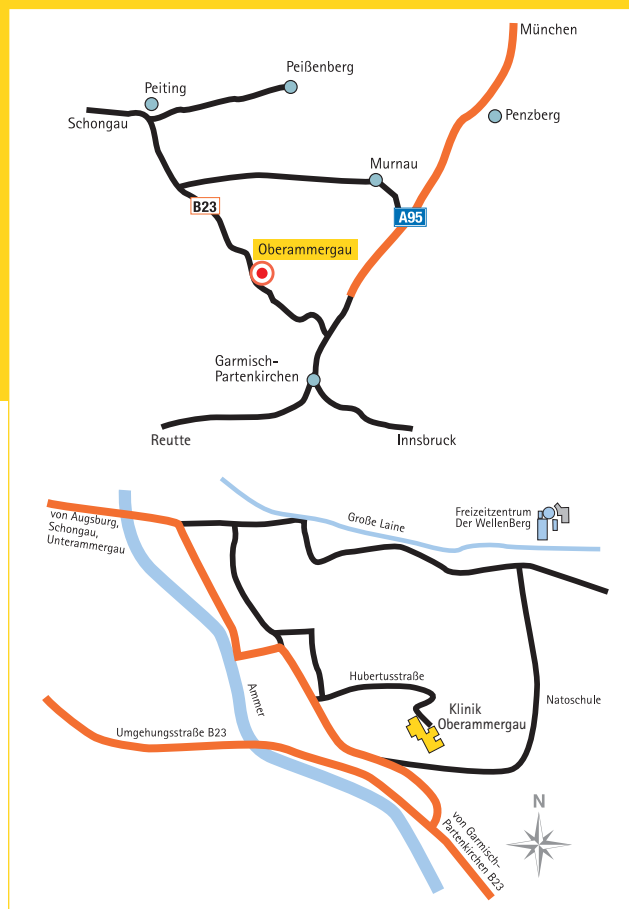 München
Peißenberg
Peiting
Penzberg
Schongau
Murnau
B23
A95
Oberammergau
Garmisch-
Partenkirchen
Reutte
Innsbruck
von Augsburg,
Schongau,
Unterammergau
Große Laine
Freizeitzentrum
Der WellenBerg
Hubertusstraße
Ammer
Klinik
Oberammergau
Natoschule
Umgehungsstraße B23
N
von Garmisch-
Partenkirchen B23